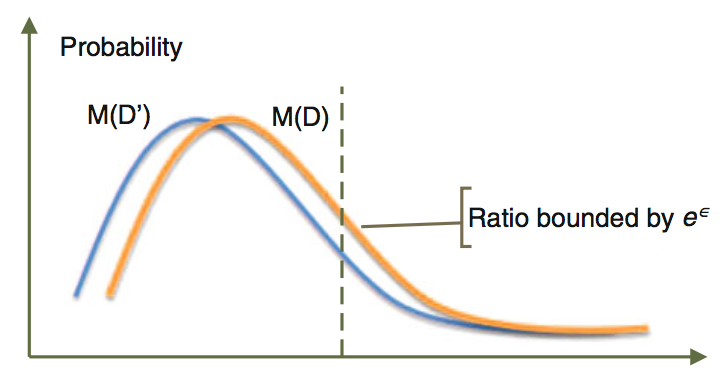 Probability
M(D’)
M(D)
Ratio bounded by e^ϵ